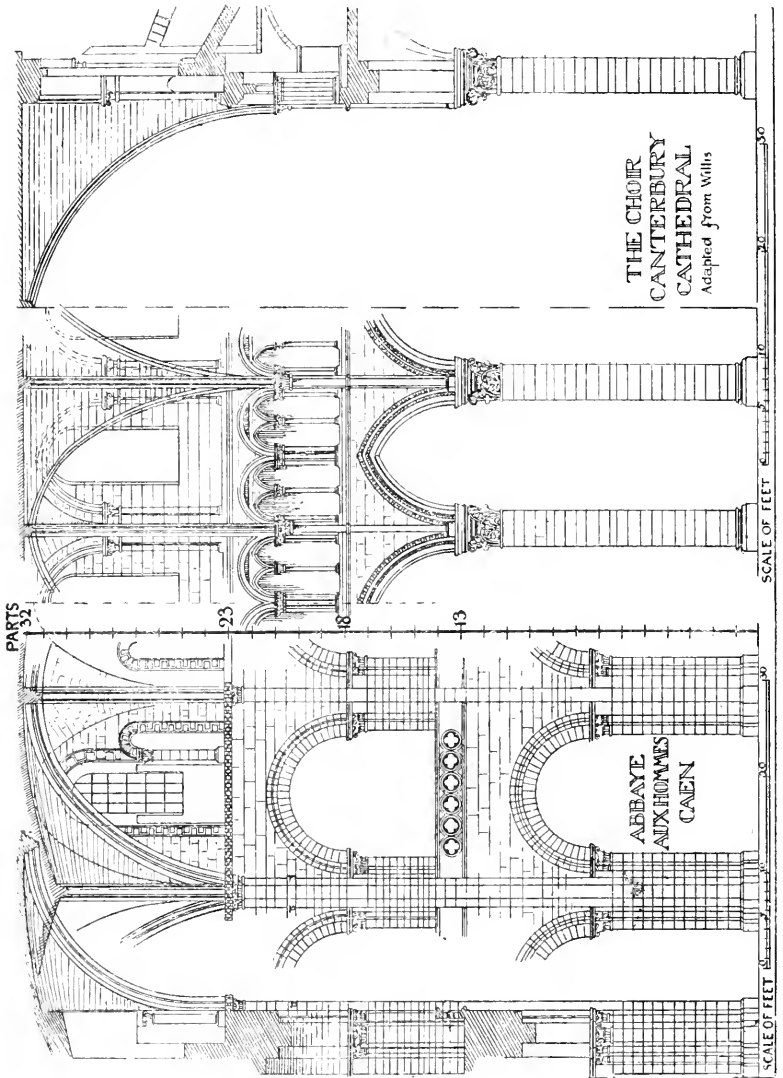 THE CHOIR
CANTERBURY
CATHEDRAL
Adapted from Willis
SCALE OF FEET
10
20
30
PARTS
32
23
18
13
ABBAYE
AUX HOMMES
CAEN
SCALE OF FEET
0
20
30